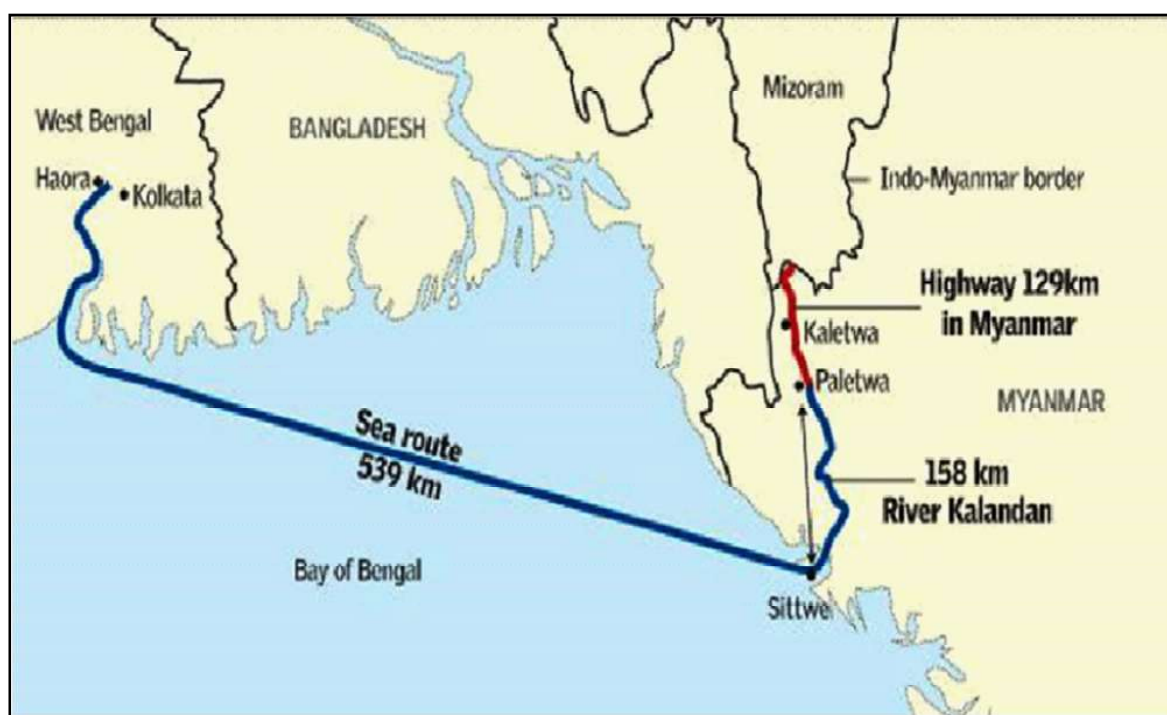 West Bengal
Haora
Kolkata
BANGLADESH
Mizoram
Indo-Myanmar border
Highway 129km
in Myanmar
Kaletwa
Paletwa
MYANMAR
Sea route
539 km
158 km
River Kalandan
Bay of Bengal
Sittwe